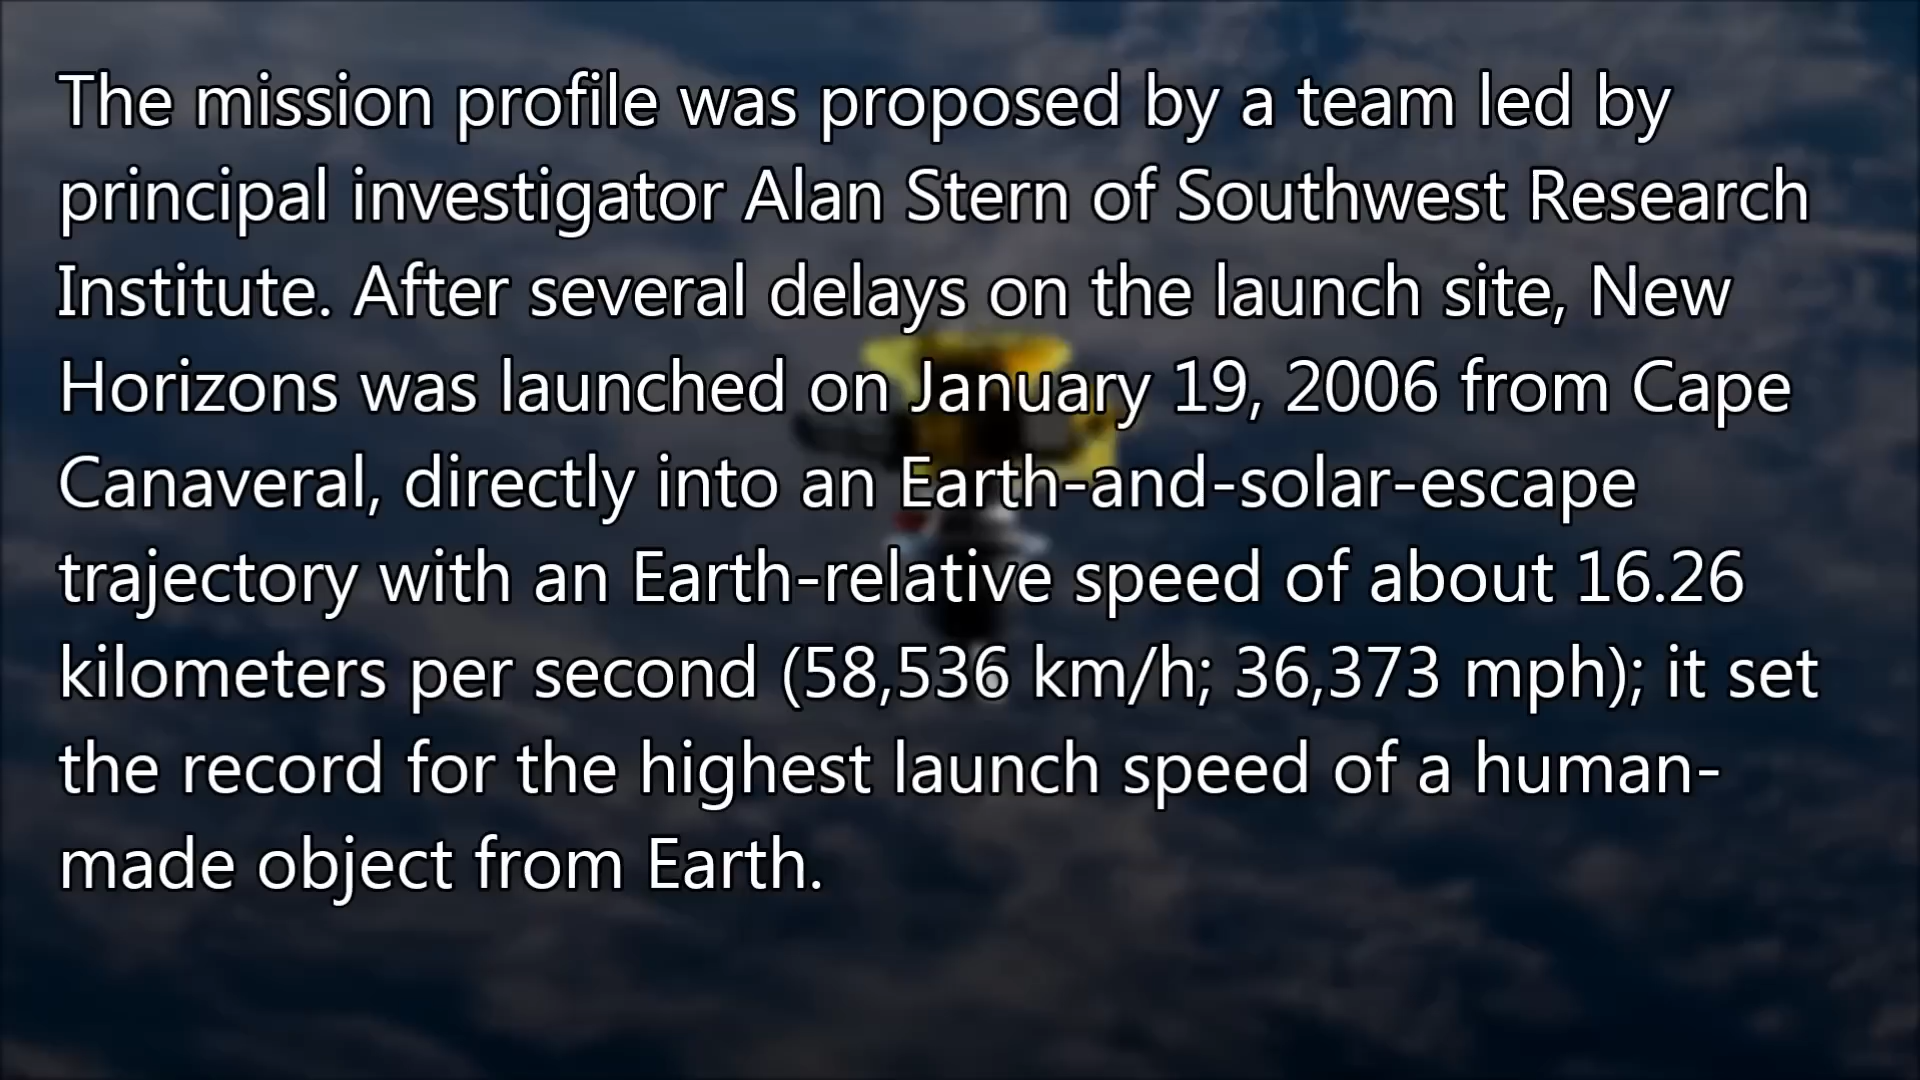 The mission profile was proposed by a team led by
principal investigator Alan Stern of Southwest Research
Institute. After several delays on the launch site, New
Horizons was launched on January 19, 2006 from Cape
Canaveral, directly into an Earth-and-solar-escape
trajectory with an Earth-relative speed of about 16.26
kilometers per second (58,536 km/h; 36,373 mph); it set
the record for the highest launch speed of a human-
made object from Earth.